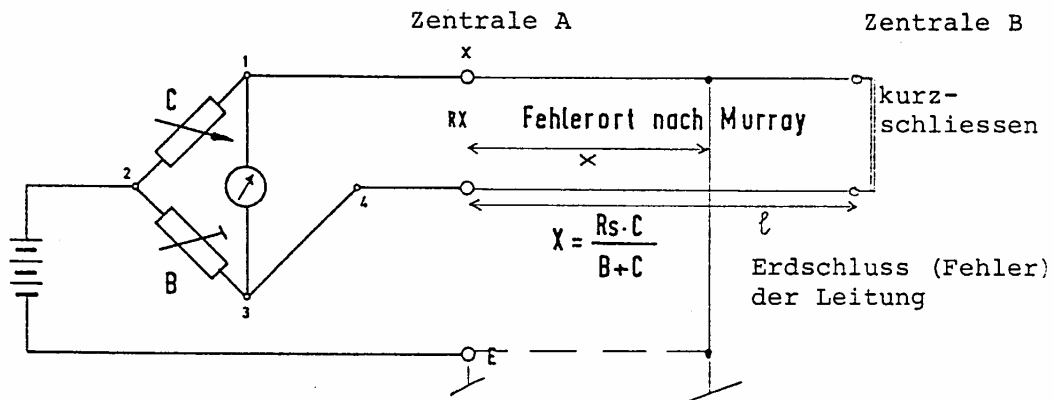 Zentrale A
Zentrale B
x
1
C
kurz-
schliessen
RX
Fehlerort nach Murray
x
2
4
l
B
X = Rs·C / B+C
3
Erdschluss (Fehler)
der Leitung
E